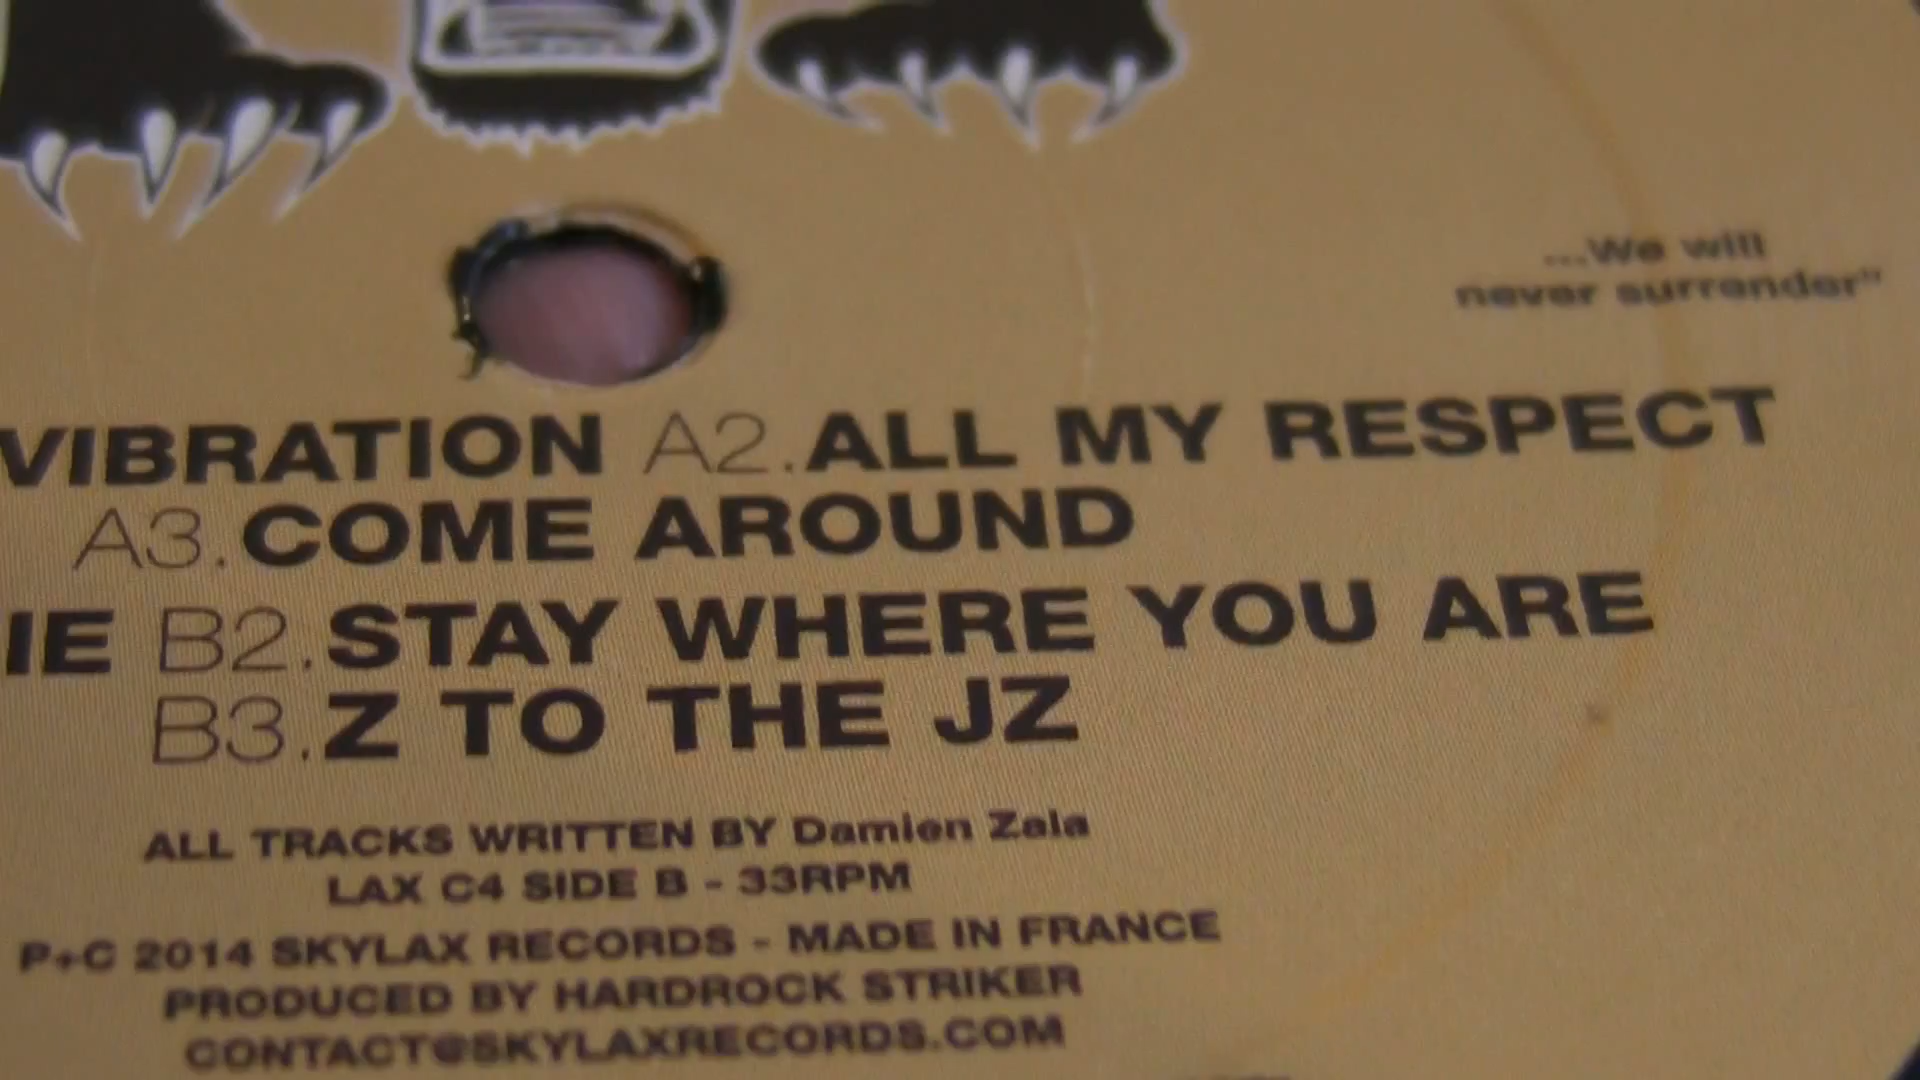 ...We will
never surrender"
VIBRATION A2.ALL MY RESPECT
A3.COME AROUND
IE B2.STAY WHERE YOU ARE
B3.Z TO THE JZ
ALL TRACKS WRITTEN BY Damien Zala
LAX C4 SIDE B - 33RPM
P+C 2014 SKYLAX RECORDS - MADE IN FRANCE
PRODUCED BY HARDROCK STRIKER
CONTACT@SKYLAXRECORDS.COM